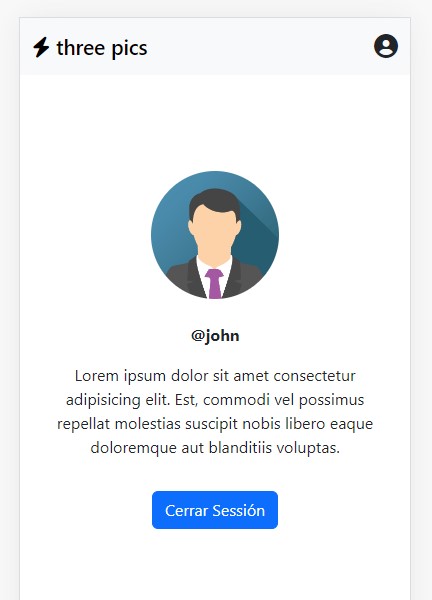 three pics
@john
Lorem ipsum dolor sit amet consectetur
adipisicing elit. Est, commodi vel possimus
repellat molestias suscipit nobis libero eaque
doloremque aut blanditiis voluptas.
Cerrar Sessión